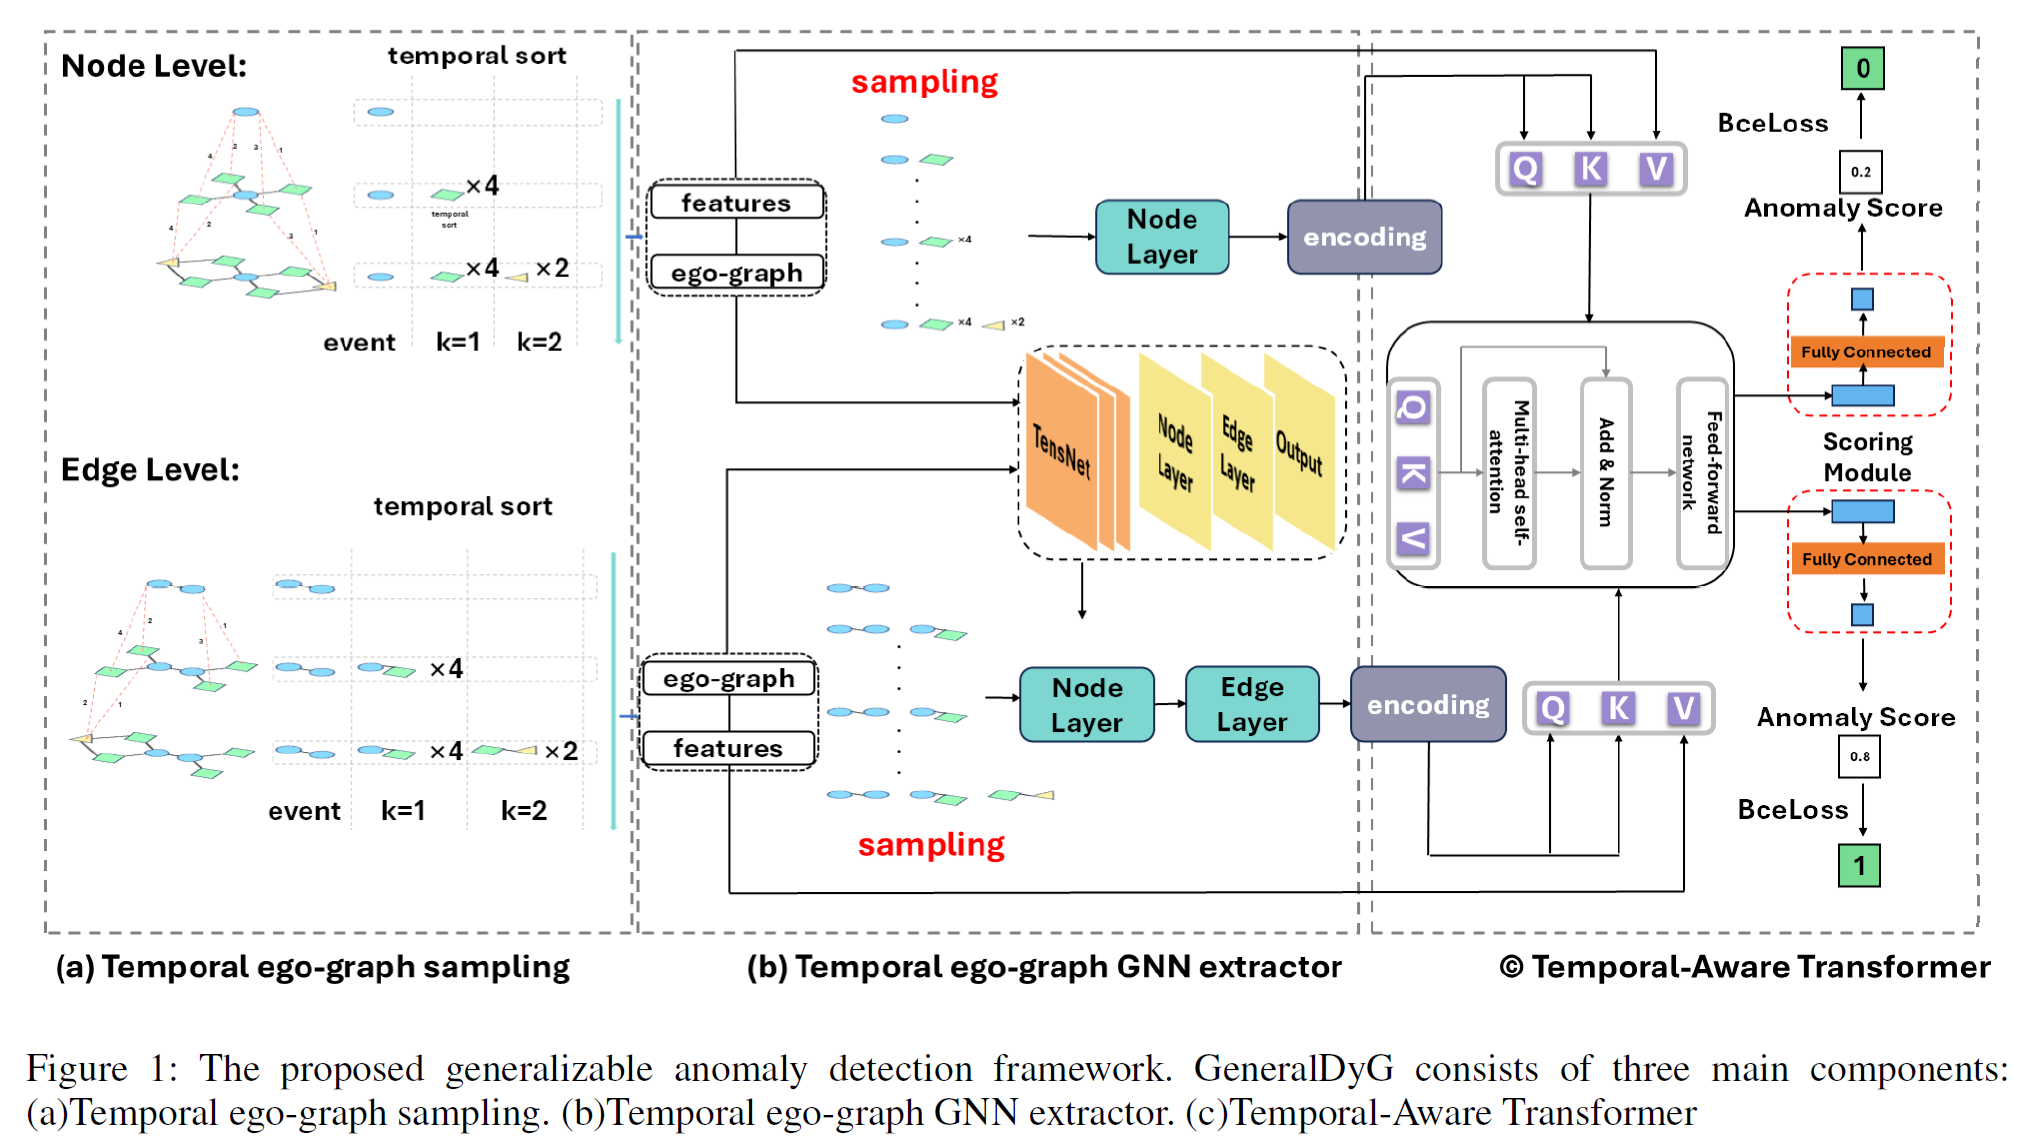 Node Level:
temporal sort
4
2
3
1
×4
temporal
sort
4
2
3
1
×4
×2
event
k=1
k=2
Edge Level:
temporal sort
4
2
3
1
×4
2
1
×4
×2
event
k=1
k=2
(a) Temporal ego-graph sampling
sampling
features
ego-graph
×4
×4
×2
Node
Layer
encoding
TensNet
Node
Layer
Edge
Layer
Output
ego-graph
features
Node
Layer
Edge
Layer
encoding
sampling
(b) Temporal ego-graph GNN extractor
Q K V
Q
K
V
Multi-head self-
attention
Add & Norm
Feed-forward
network
Q K V
0
BceLoss
0.2
Anomaly Score
Fully Connected
Scoring
Module
Fully Connected
Anomaly Score
0.8
BceLoss
1
© Temporal-Aware Transformer
Figure 1: The proposed generalizable anomaly detection framework. GeneralDyG consists of three main components:
(a)Temporal ego-graph sampling. (b)Temporal ego-graph GNN extractor. (c)Temporal-Aware Transformer